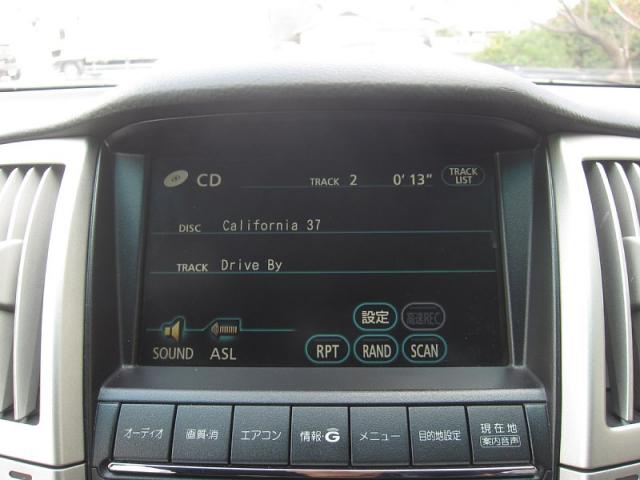 CD TRACK 2 0'13" TRACK LIST
DISC California 37
TRACK Drive By
設定 高速REC
SOUND ASL RPT RAND SCAN
オーディオ 画質・消 エアコン 情報・G メニュー 目的地設定 現在地 案内音声